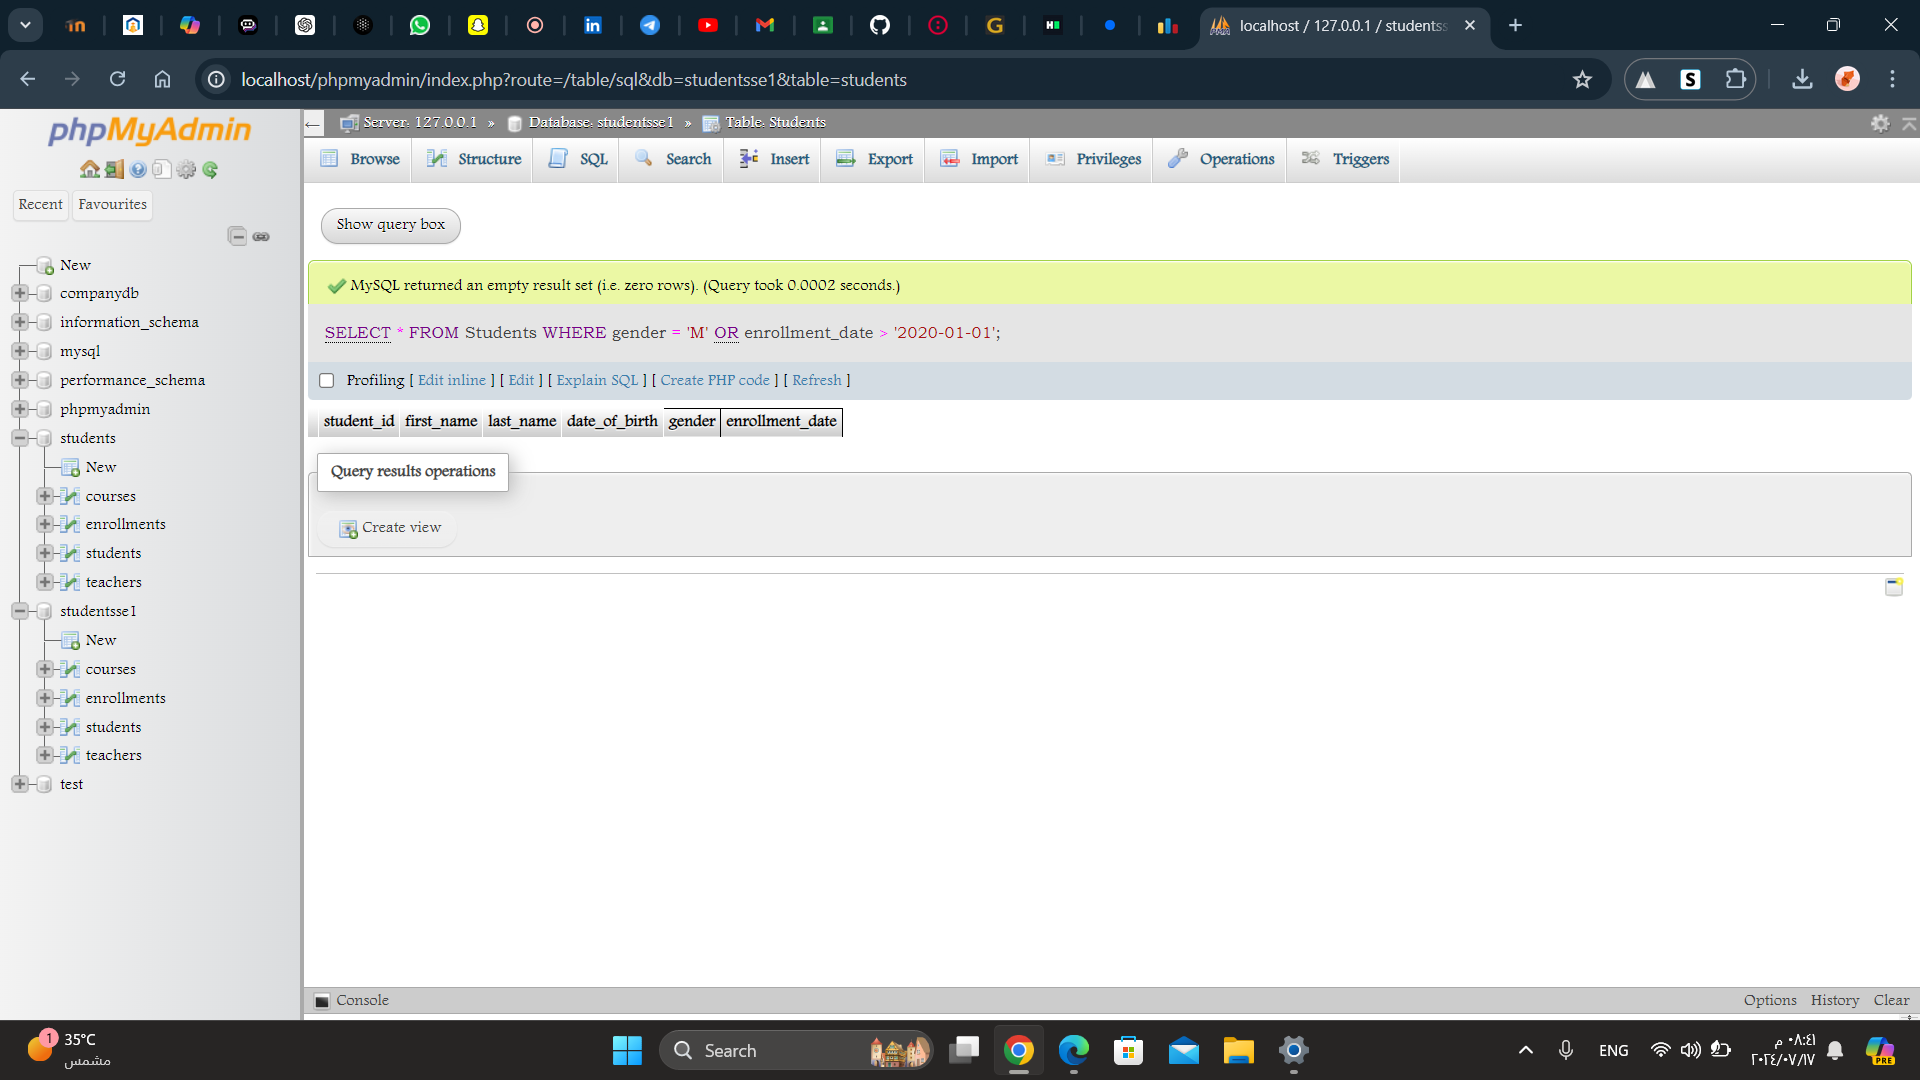 localhost / 127.0.0.1 / studentss
localhost/phpmyadmin/index.php?route=/table/sql&db=studentsse1&table=students
phpMyAdmin
Recent
Favourites
New
companydb
information_schema
mysql
performance_schema
phpmyadmin
students
New
courses
enrollments
students
teachers
studentsse1
New
courses
enrollments
students
teachers
test
Server: 127.0.0.1 » Database: studentsse1 » Table: Students
Browse Structure SQL Search Insert Export Import Privileges Operations Triggers
Show query box
MySQL returned an empty result set (i.e. zero rows). (Query took 0.0002 seconds.)
SELECT * FROM Students WHERE gender = 'M' OR enrollment_date > '2020-01-01';
Profiling [ Edit inline ] [ Edit ] [ Explain SQL ] [ Create PHP code ] [ Refresh ]
student_id first_name last_name date_of_birth gender enrollment_date
Query results operations
Create view
Console
Options History Clear
1
35°C
مشمس
Search
ENG
٠٨:٤١ م
٢٠٢٤/٠٧/١٧
PRE